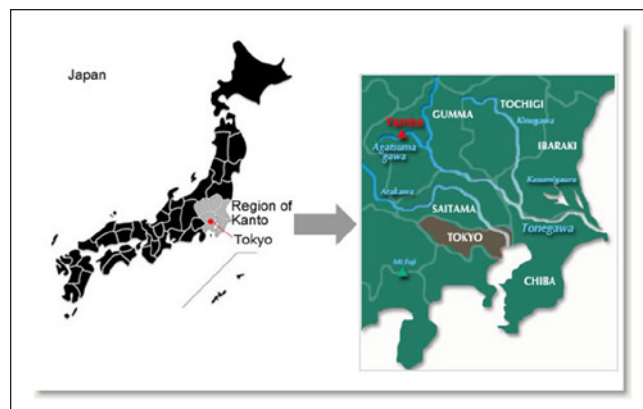 Japan
Region of
Kanto
Tokyo
TOCHIGI
GUMMA
Kinugawa
Yamba
IBARAKI
Agatsuma
gawa
Kasumigaura
Arakawa
SAITAMA
TOKYO
Tonegawa
Mt Fuji
CHIBA